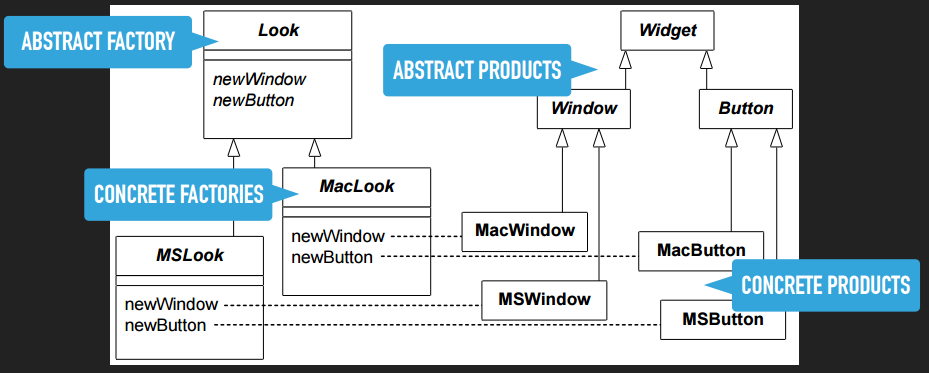 ABSTRACT FACTORY
Look
newWindow
newButton
Widget
ABSTRACT PRODUCTS
Window
Button
CONCRETE FACTORIES
MacLook
newWindow
newButton
MacWindow
MacButton
MSLook
newWindow
newButton
MSWindow
MSButton
CONCRETE PRODUCTS